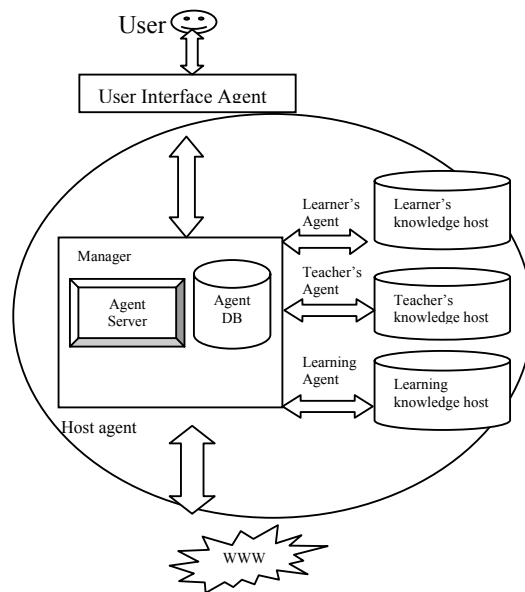 User
User Interface Agent
Learner's
Agent
Learner's
knowledge host
Manager
Agent
Server
Agent
DB
Teacher's
Agent
Teacher's
knowledge host
Learning
Agent
Learning
knowledge host
Host agent
WWW